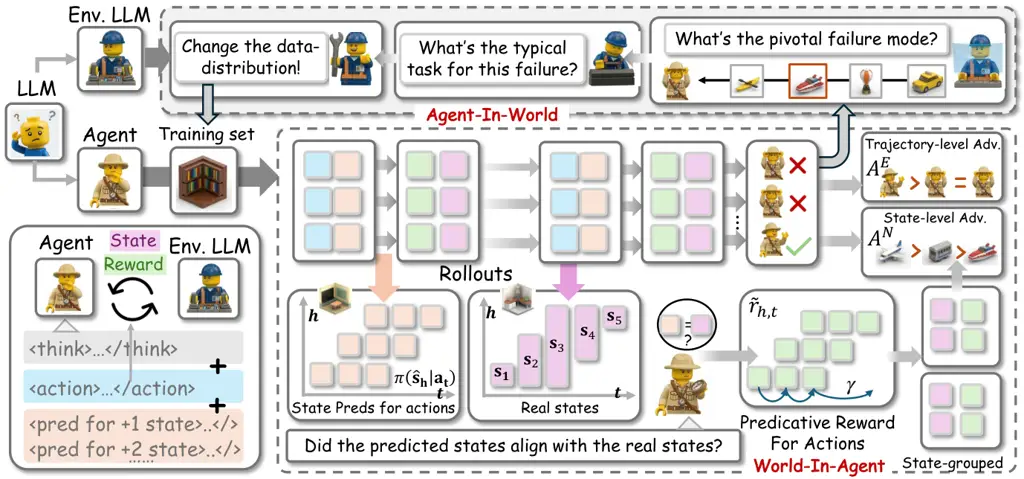 Env. LLM
Change the data-
distribution!
What's the typical
task for this failure?
What's the pivotal failure mode?
LLM
Agent-In-World
Agent
Training set
Trajectory-level Adv.
A^E
> =
State-level Adv.
A^N
> >
Agent
State
Reward
Env. LLM
<think>...</think>
+
<action>...</action>
+
<pred for +1 state>..</>
<pred for +2 state>..</>
......
Rollouts
h
π(ŝ_h|a_t)
t
State Preds for actions
h
s_1
s_2
s_3
s_4
s_5
t
Real states
=
?
r̃_{h,t}
γ
Predicative Reward
For Actions
Did the predicted states align with the real states?
World-In-Agent
State-grouped